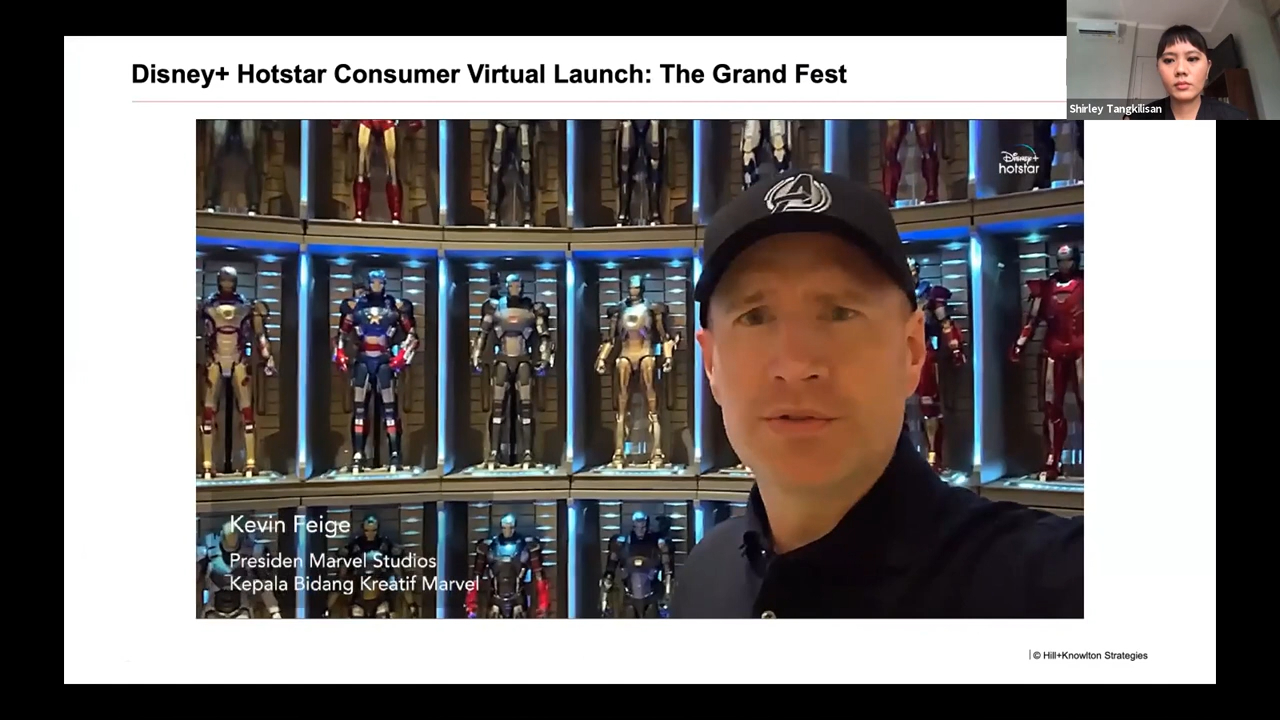 Disney+ Hotstar Consumer Virtual Launch: The Grand Fest
Shirley Tangkilisan
Disney+
hotstar
Kevin Feige
Presiden Marvel Studios
Kepala Bidang Kreatif Marvel
| © Hill+Knowlton Strategies